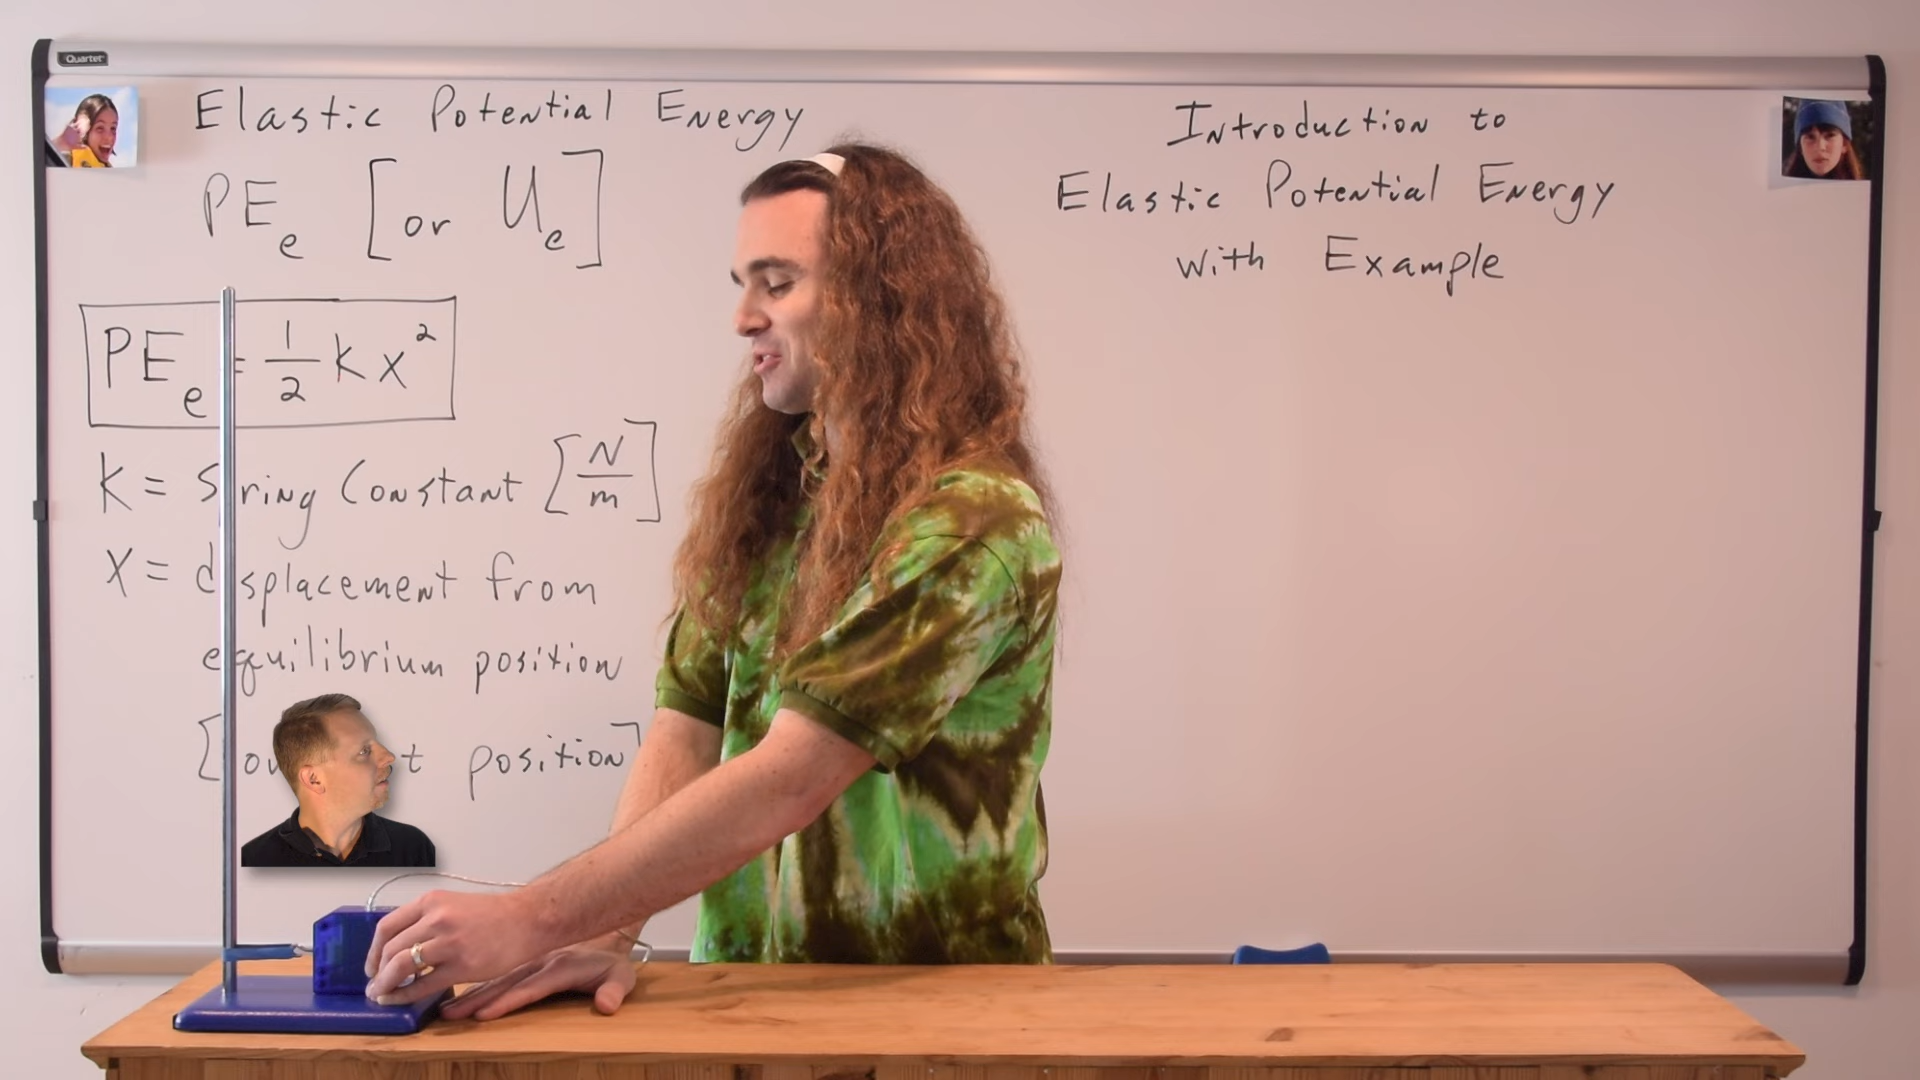 Quartet
Elastic Potential Energy
PEe [or Ue]
PEe = 1/2 kx²
K = spring Constant [N/m]
X = displacement from
equilibrium position
position]
Introduction to
Elastic Potential Energy
with Example